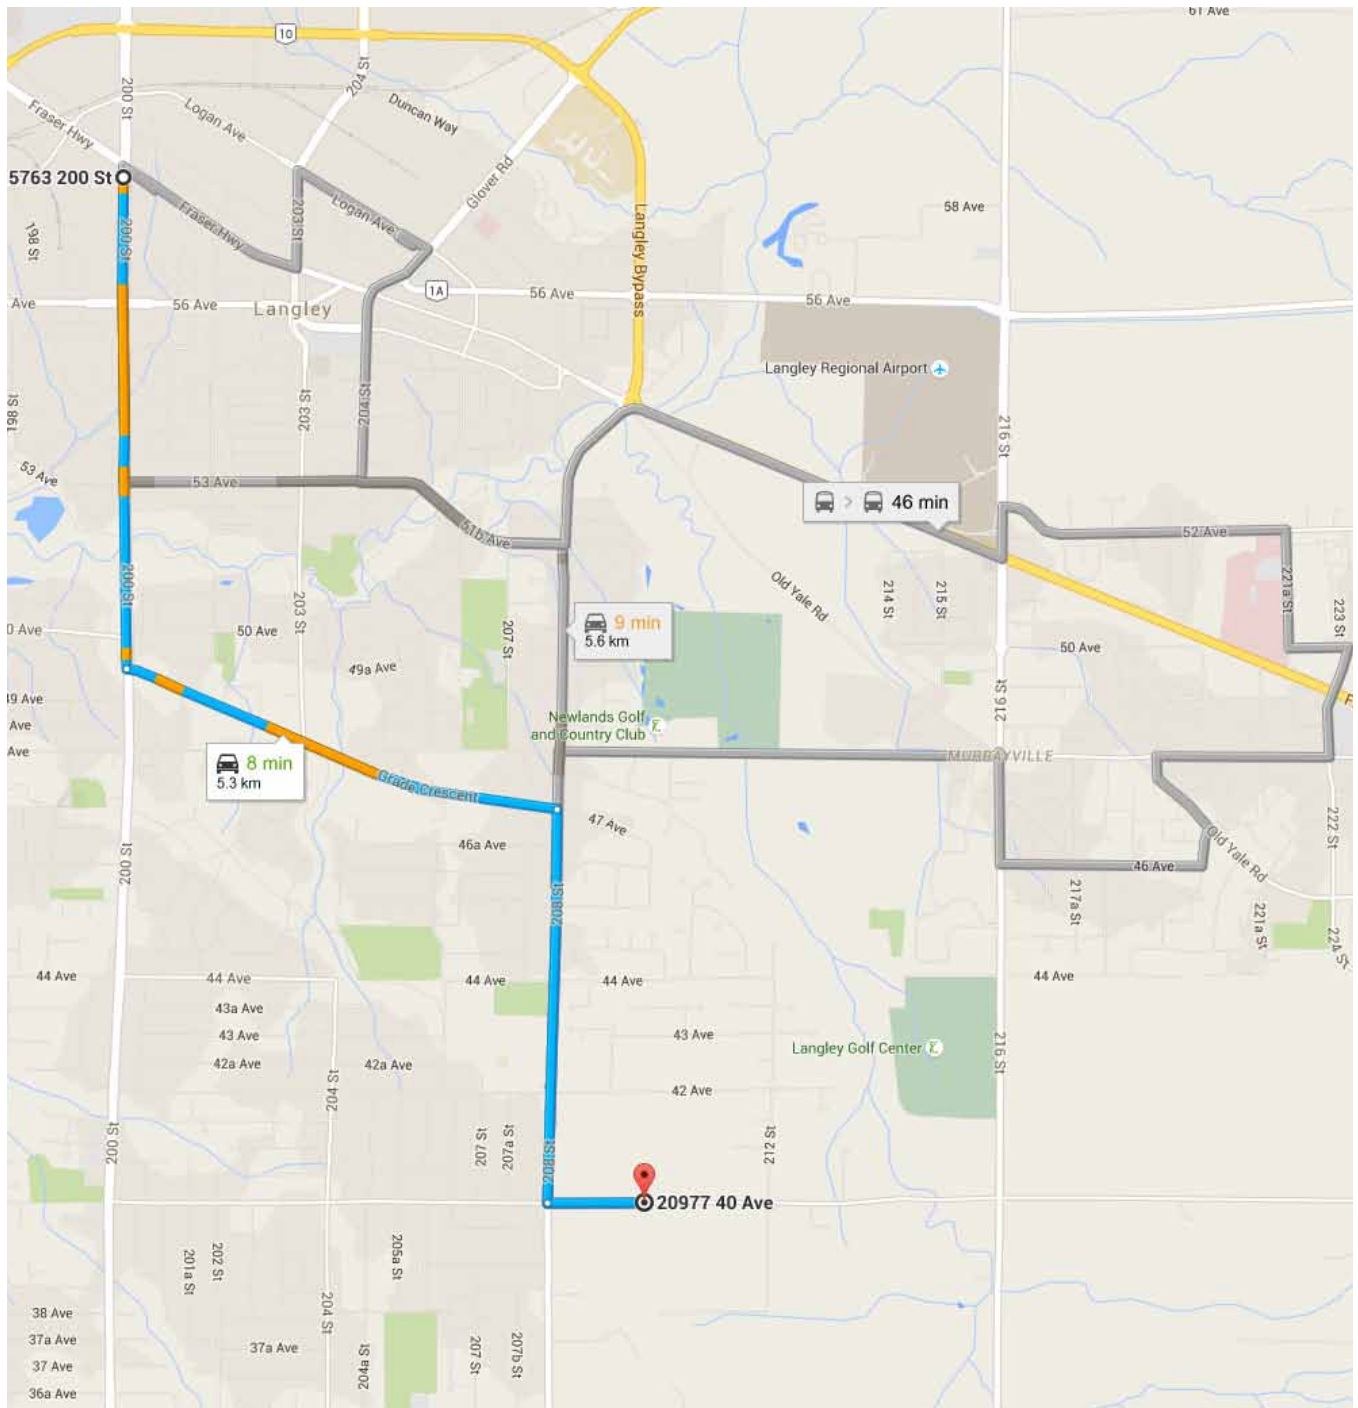 61 Ave
10
200 St
204 St
Logan Ave
Duncan Way
Fraser Hwy
Glover Rd
5763 200 St
Logan Ave
203 St
Fraser Hwy
200 St
198 St
58 Ave
Langley Bypass
1A
56 Ave
56 Ave
Ave
56 Ave
Langley
Langley Regional Airport
198 St
203 St
204 St
216 St
53 Ave
53 Ave
46 min
51b Ave
52 Ave
200 St
203 St
Old Yale Rd
214 St
215 St
221a St
223 St
9 min
5.6 km
0 Ave
50 Ave
207 St
50 Ave
49a Ave
49 Ave
216 St
F
Ave
Newlands Golf
and Country Club
Ave
8 min
5.3 km
MURRAYVILLE
Grade Crescent
47 Ave
222 St
46a Ave
200 St
Old Yale Rd
46 Ave
208 St
217a St
221a St
224 St
44 Ave
44 Ave
44 Ave
44 Ave
44 Ave
43a Ave
43 Ave
43 Ave
Langley Golf Center
216 St
42a Ave
42a Ave
204 St
42 Ave
200 St
207 St
207a St
208 St
212 St
20977 40 Ave
201a St
202 St
205a St
204 St
38 Ave
37a Ave
37a Ave
204a St
207 St
207b St
37 Ave
36a Ave